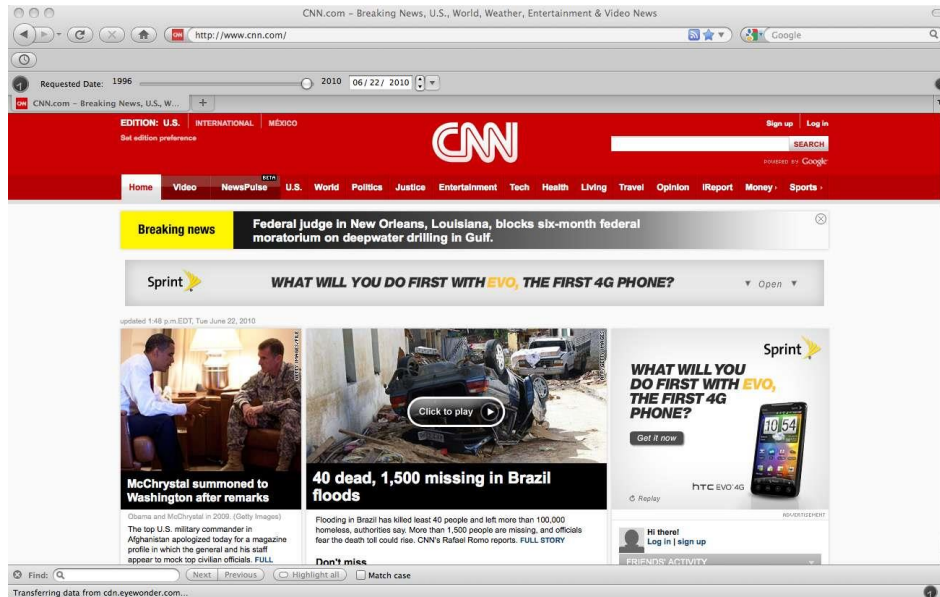 CNN.com – Breaking News, U.S., World, Weather, Entertainment & Video News
http://www.cnn.com/
Google
Requested Date: 1996 2010 06/22/ 2010
CNN.com – Breaking News, U.S., W... +
EDITION: U.S. INTERNATIONAL MÉXICO
Set edition preference
CNN
Sign up Log in
SEARCH
POWERED BY Google
BETA
Home Video NewsPulse U.S. World Politics Justice Entertainment Tech Health Living Travel Opinion iReport Money Sports
Breaking news
Federal judge in New Orleans, Louisiana, blocks six-month federal
moratorium on deepwater drilling in Gulf.
Sprint WHAT WILL YOU DO FIRST WITH EVO, THE FIRST 4G PHONE? Open
updated 1:48 p.m.EDT, Tue June 22, 2010
McChrystal summoned to
Washington after remarks
Obama and McChrystal in 2009. (Getty Images)
The top U.S. military commander in
Afghanistan apologized today for a magazine
profile in which the general and his staff
appear to mock top civilian officials. FULL
Click to play
40 dead, 1,500 missing in Brazil
floods
Flooding in Brazil has killed least 40 people and left more than 100,000
homeless, authorities say. More than 1,500 people are missing, and officials
fear the death toll could rise. CNN's Rafael Romo reports. FULL STORY
Don't miss
Sprint
WHAT WILL YOU
DO FIRST WITH EVO,
THE FIRST 4G
PHONE?
Get it now
10 54
hTC EVO 4G
Replay
ADVERTISEMENT
Hi there!
Log in | sign up
FRIENDS' ACTIVITY
Find: Next Previous Highlight all Match case
Transferring data from cdn.eyewonder.com...